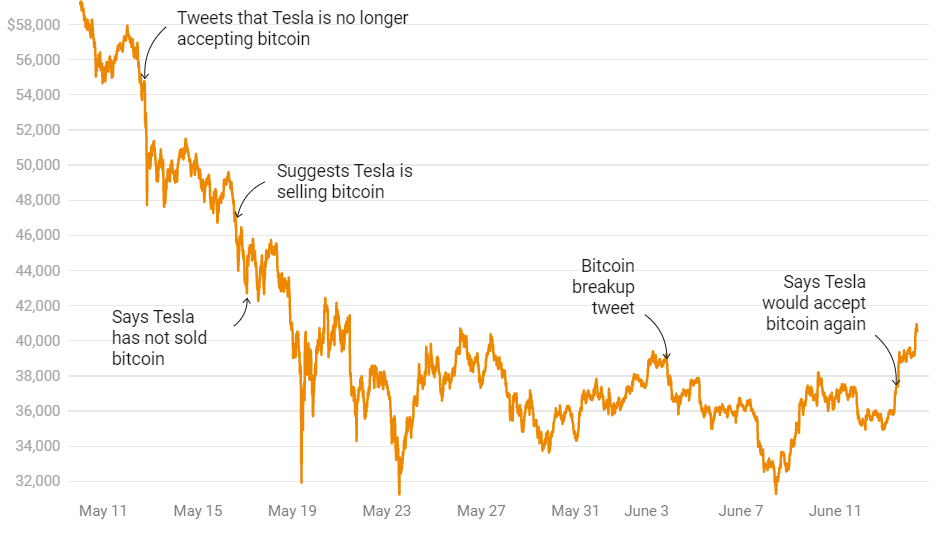 $58,000
56,000
54,000
52,000
50,000
48,000
46,000
44,000
42,000
40,000
38,000
36,000
34,000
32,000
Tweets that Tesla is no longer
accepting bitcoin
Suggests Tesla is
selling bitcoin
Says Tesla
has not sold
bitcoin
Bitcoin
breakup
tweet
Says Tesla
would accept
bitcoin again
May 11 May 15 May 19 May 23 May 27 May 31 June 3 June 7 June 11